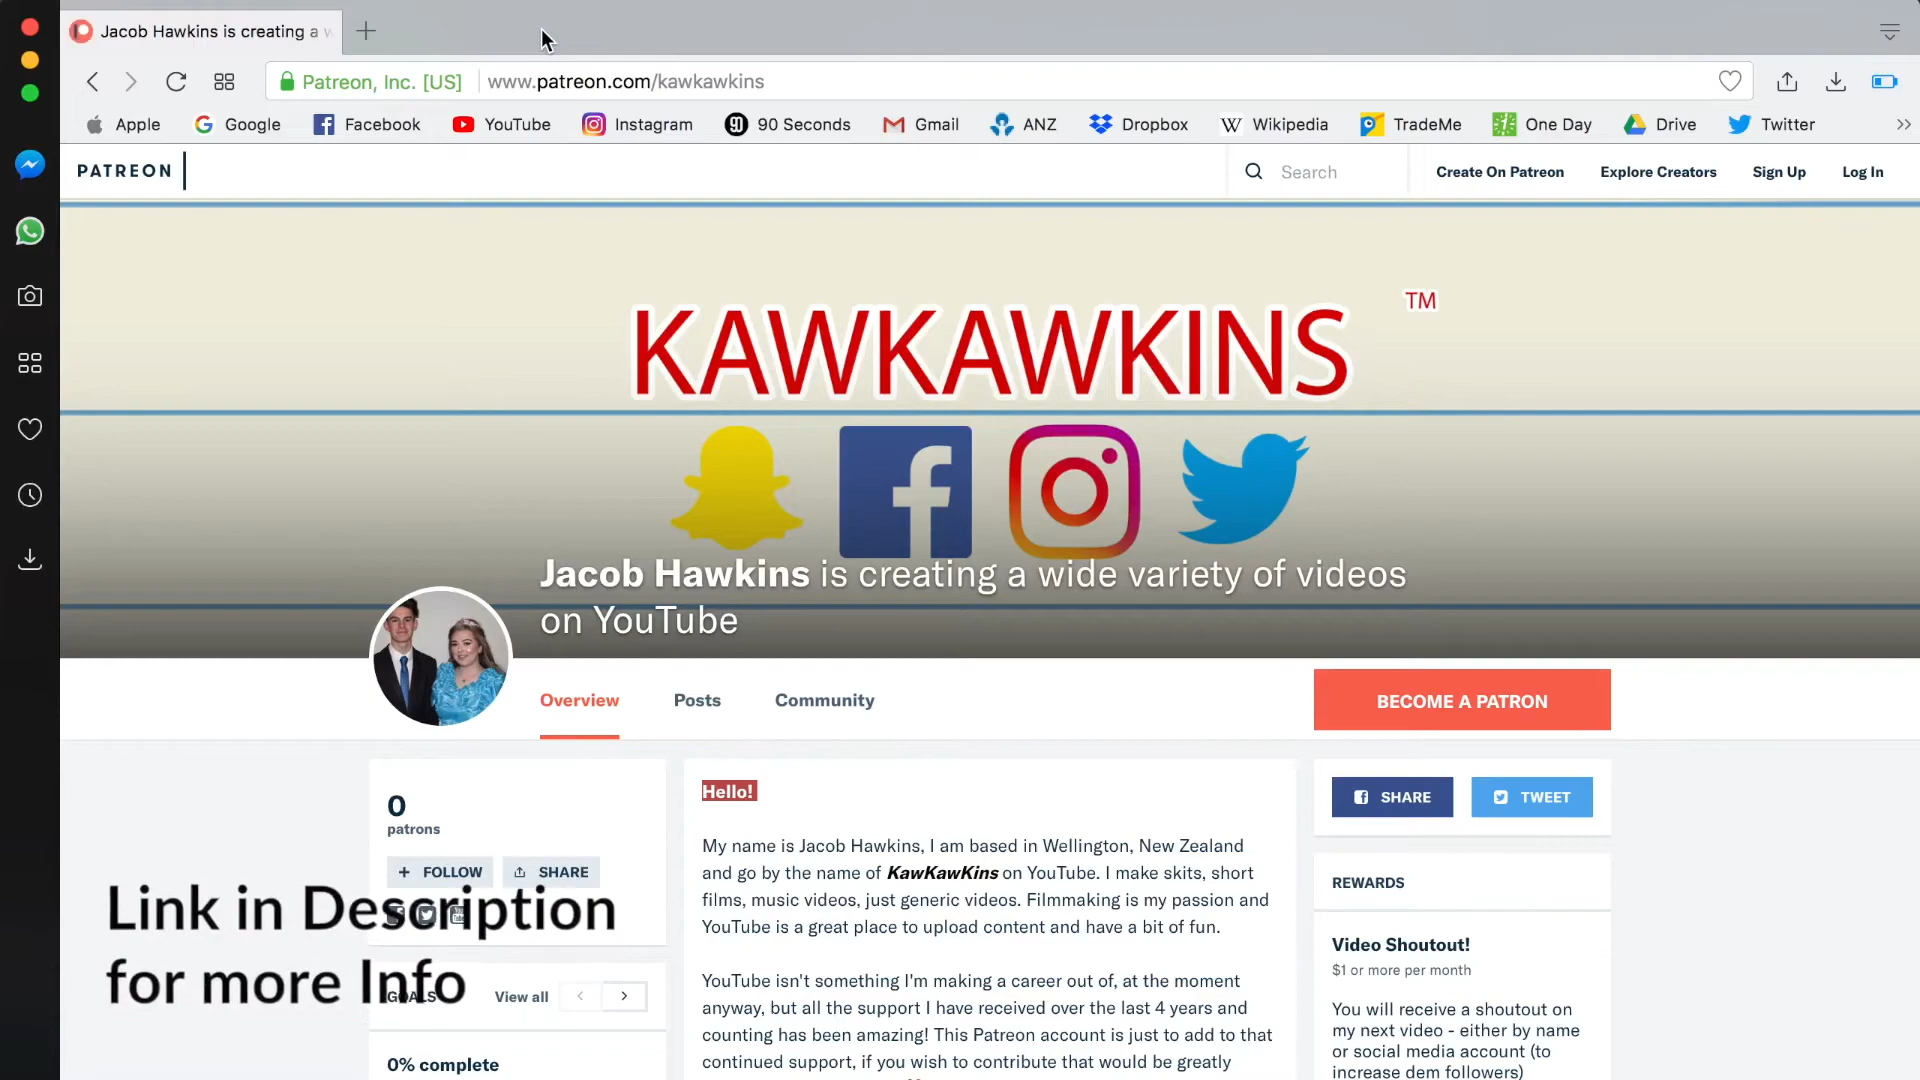 Jacob Hawkins is creating a w
Patreon, Inc. [US]
www.patreon.com/kawkawkins
Apple
Google
Facebook
YouTube
Instagram
90 Seconds
Gmail
ANZ
Dropbox
Wikipedia
TradeMe
One Day
Drive
Twitter
PATREON
Search
Create On Patreon
Explore Creators
Sign Up
Log In
KAWKAWKINS
TM
Jacob Hawkins is creating a wide variety of videos
on YouTube
Overview
Posts
Community
BECOME A PATRON
0
patrons
+ FOLLOW
SHARE
Link in Description
for more Info
GOALS
View all
0% complete
Hello!
My name is Jacob Hawkins, I am based in Wellington, New Zealand
and go by the name of KawKawKins on YouTube. I make skits, short
films, music videos, just generic videos. Filmmaking is my passion and
YouTube is a great place to upload content and have a bit of fun.
YouTube isn't something I'm making a career out of, at the moment
anyway, but all the support I have received over the last 4 years and
counting has been amazing! This Patreon account is just to add to that
continued support, if you wish to contribute that would be greatly
SHARE
TWEET
REWARDS
Video Shoutout!
$1 or more per month
You will receive a shoutout on
my next video - either by name
or social media account (to
increase dem followers)